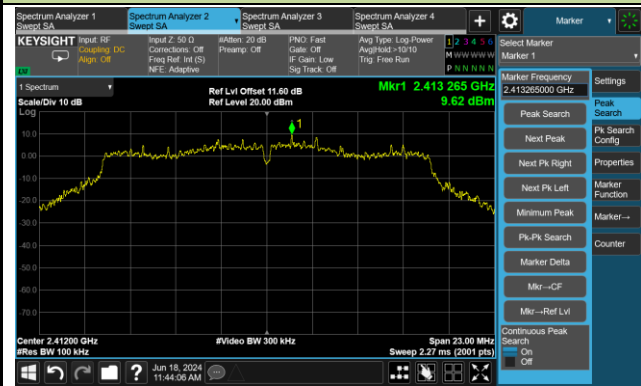 Spectrum Analyzer 1
Swept SA
Spectrum Analyzer 2
Swept SA
Spectrum Analyzer 3
Swept SA
Spectrum Analyzer 4
Swept SA
+
Marker
KEYSIGHT
LXI
Input: RF
Coupling: DC
Align: Off
Input Z: 50 Ω
Corrections: Off
Freq Ref: Int (S)
NFE: Adaptive
#Atten: 20 dB
Preamp: Off
PNO: Fast
Gate: Off
IF Gain: Low
Sig Track: Off
Avg Type: Log-Power
Avg|Hold:>10/10
Trig: Free Run
1 2 3 4 5 6
M W W W W W
P N N N N N
Select Marker
Marker 1
1 Spectrum
Scale/Div 10 dB
Log
Ref Lvl Offset 11.60 dB
Ref Level 20.00 dBm
Mkr1 2.413 265 GHz
9.62 dBm
1
10.0
0.00
-10.0
-20.0
-30.0
-40.0
-50.0
-60.0
-70.0
Center 2.41200 GHz
#Res BW 100 kHz
#Video BW 300 kHz
Span 23.00 MHz
Sweep 2.27 ms (2001 pts)
Marker Frequency
2.413265000 GHz
Peak Search
Next Peak
Next Pk Right
Next Pk Left
Minimum Peak
Pk-Pk Search
Marker Delta
Mkr→CF
Mkr→Ref Lvl
Continuous Peak
Search
On
Off
Settings
Peak
Search
Pk Search
Config
Properties
Marker
Function
Marker→
Counter
?
Jun 18, 2024
11:44:06 AM